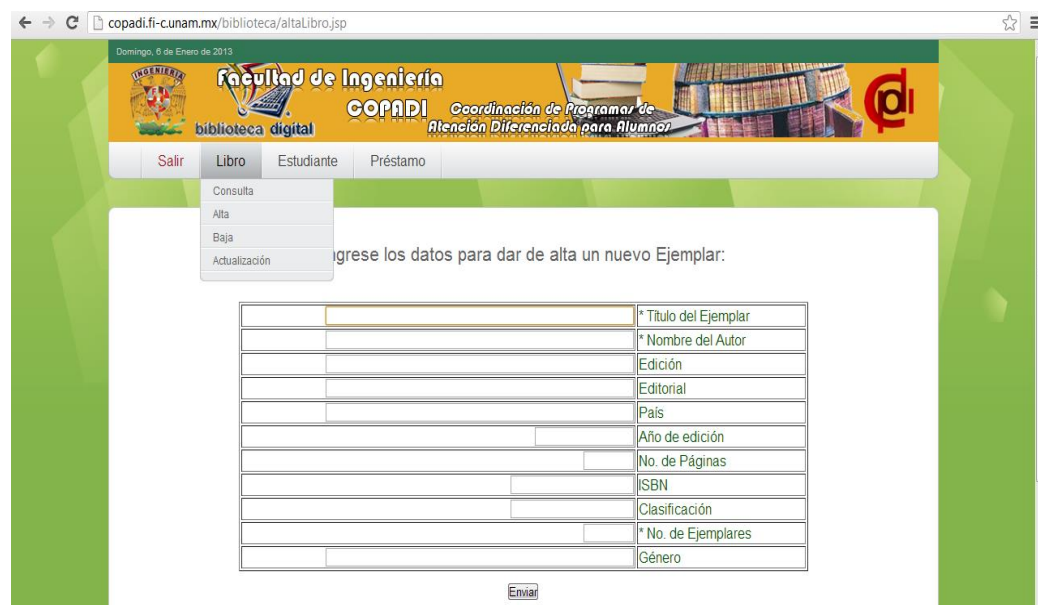 copadi.fi-c.unam.mx/biblioteca/altaLibro.jsp
Domingo, 6 de Enero de 2013
INGENIERIA
Facultad de Ingeniería
COPADI Coordinación de Programas de
Atención Diferenciada para Alumnos
biblioteca digital
Salir Libro Estudiante Préstamo
Consulta
Alta
Baja
Actualización
ngrese los datos para dar de alta un nuevo Ejemplar:
* Título del Ejemplar
* Nombre del Autor
Edición
Editorial
País
Año de edición
No. de Páginas
ISBN
Clasificación
* No. de Ejemplares
Género
Enviar